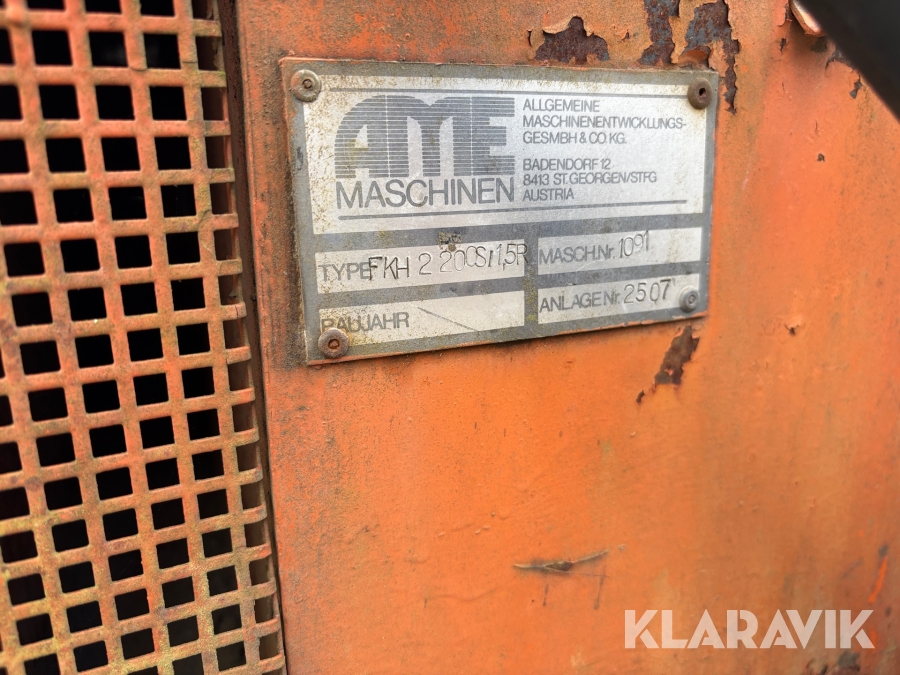 AME
MASCHINEN
ALLGEMEINE
MASCHINENENTWICKLUNGS-
GESMBH & CO KG.
BADENDORF 12
8413 ST. GEORGEN/STFG
AUSTRIA
TYPE FKH 2 200S/1,5R
MASCH.Nr. 1091
BAUJAHR
ANLAGE Nr. 2507
KLARAVIK